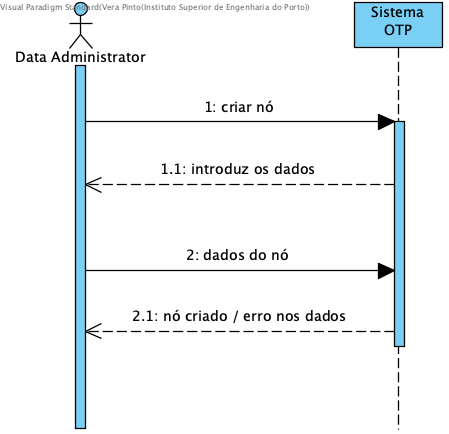 Visual Paradigm Standard(Vera Pinto(Instituto Superior de Engenharia do Porto))
Sistema
OTP
Data Administrator
1: criar nó
1.1: introduz os dados
2: dados do nó
2.1: nó criado / erro nos dados